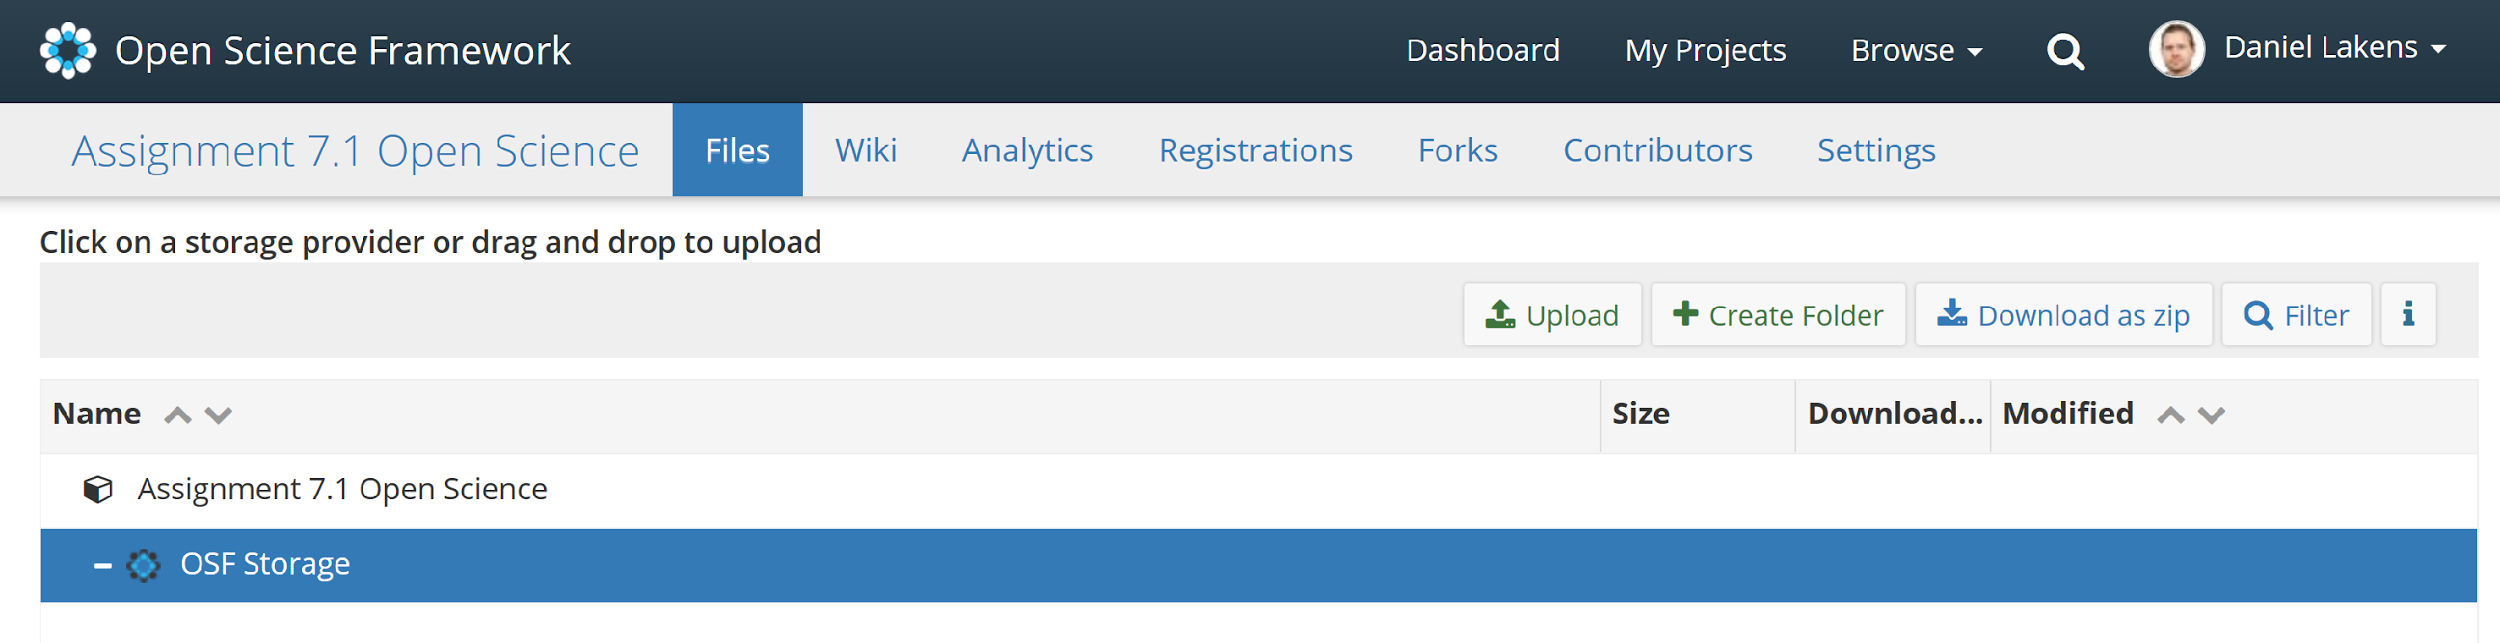 Open Science Framework Dashboard My Projects Browse Daniel Lakens
Assignment 7.1 Open Science Files Wiki Analytics Registrations Forks Contributors Settings
Click on a storage provider or drag and drop to upload
Upload Create Folder Download as zip Filter i
Name Size Download... Modified
Assignment 7.1 Open Science
OSF Storage